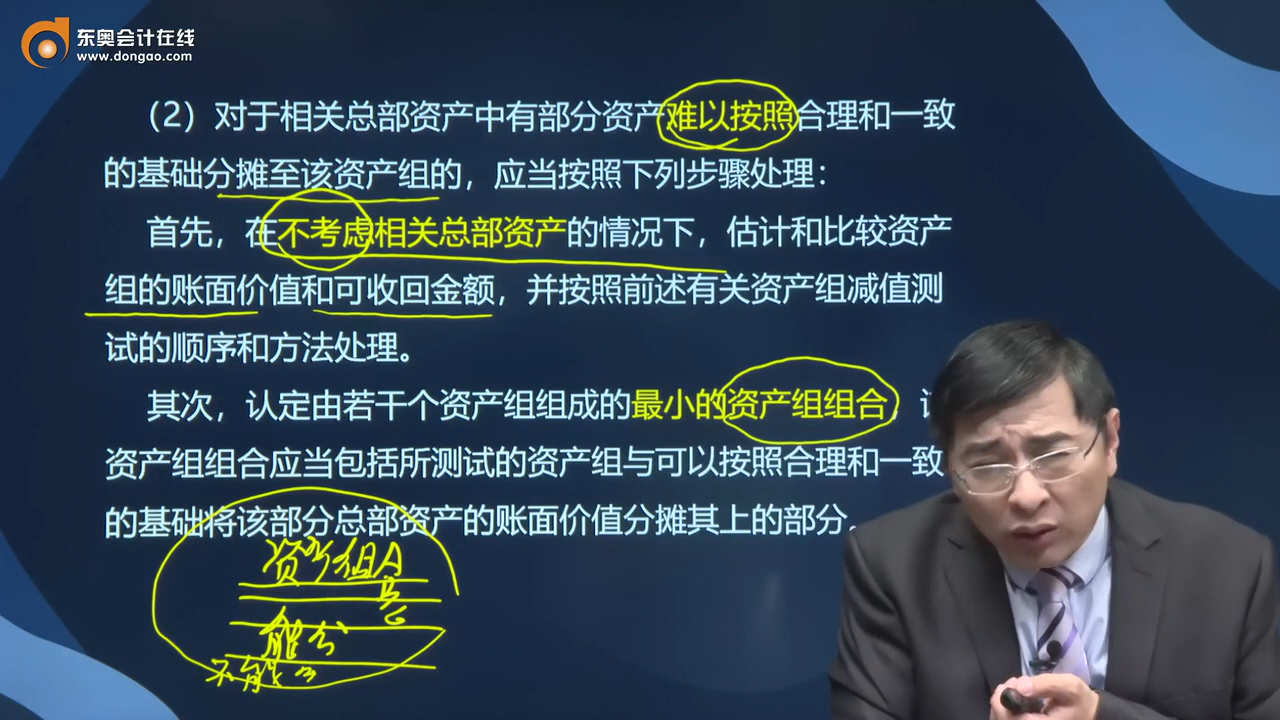 东奥会计在线
www.dongao.com
（2）对于相关总部资产中有部分资产难以按照合理和一致
的基础分摊至该资产组的，应当按照下列步骤处理：
首先，在不考虑相关总部资产的情况下，估计和比较资产
组的账面价值和可收回金额，并按照前述有关资产组减值测
试的顺序和方法处理。
其次，认定由若干个资产组组成的最小的资产组组合，
资产组组合应当包括所测试的资产组与可以按照合理和一致
的基础将该部分总部资产的账面价值分摊其上的部分。
资产组A
B
C
能分
不能分